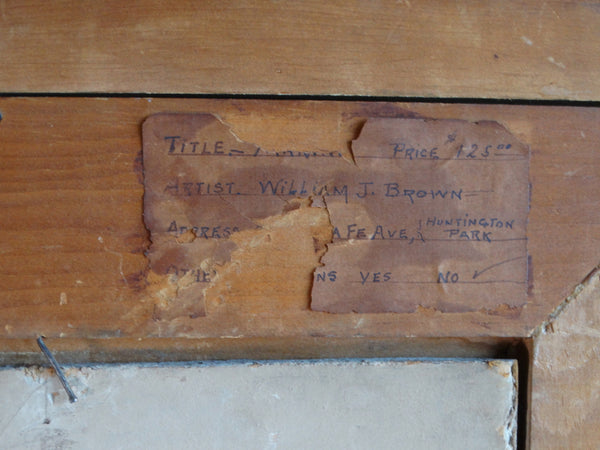 TITLE - PRICE $125.00
ARTIST. WILLIAM J. BROWN
ADDRESS A FE AVE, HUNTINGTON PARK
NS YES NO ✓